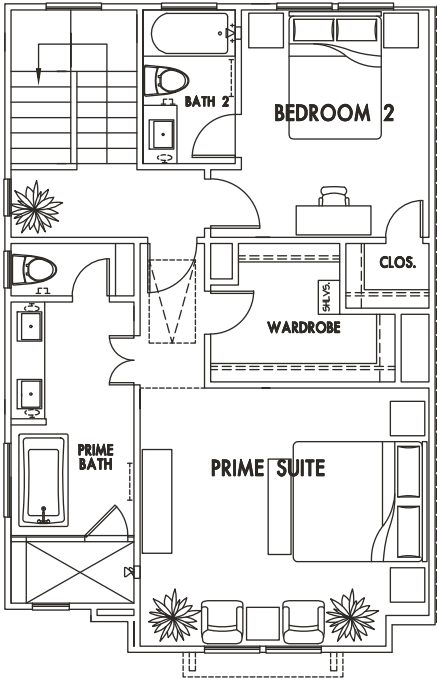 BATH 2
BEDROOM 2
CLOS.
SHLVS.
WARDROBE
PRIME
BATH
PRIME SUITE